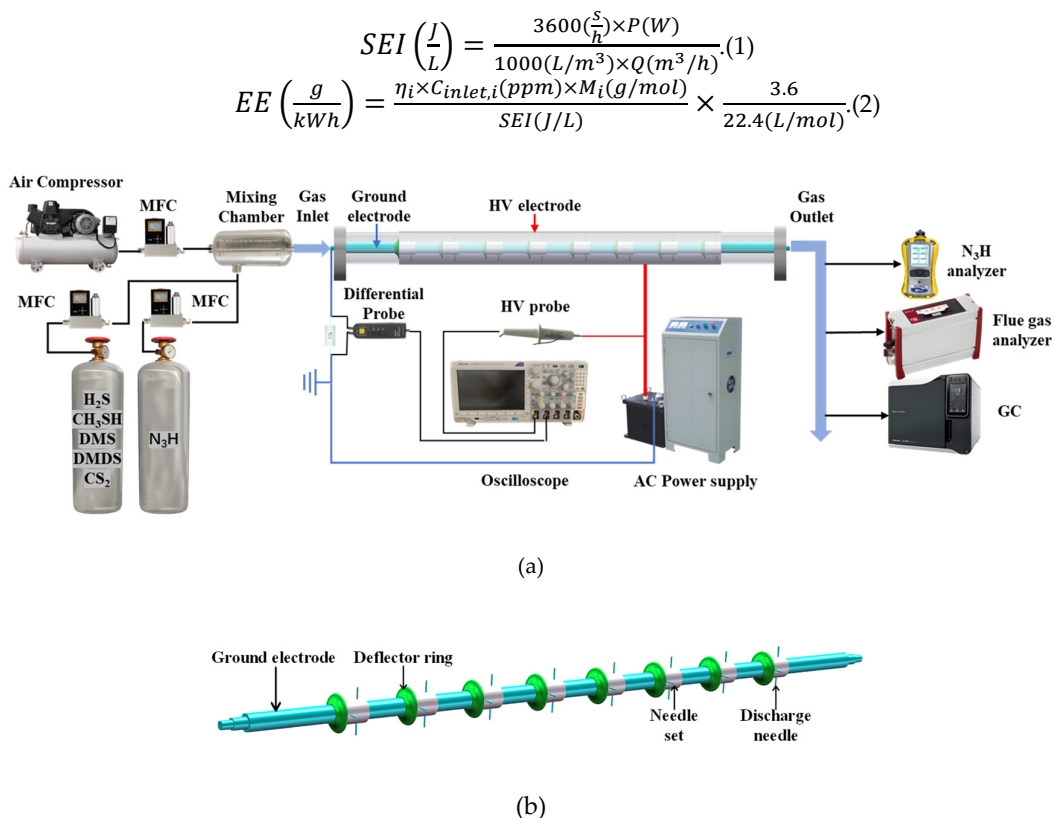 SEI (J/L) = 3600(s/h)×P(W) / 1000(L/m³)×Q(m³/h).(1)
EE (g/kWh) = ηᵢ×C_inlet,i(ppm)×Mᵢ(g/mol) / SEI(J/L) × 3.6 / 22.4(L/mol).(2)
Air Compressor
MFC
Mixing
Chamber
Gas
Inlet
Ground
electrode
HV electrode
Gas
Outlet
N₃H
analyzer
MFC
MFC
Differential
Probe
HV probe
Flue gas
analyzer
H₂S
CH₃SH
DMS
DMDS
CS₂
N₃H
GC
Oscilloscope
AC Power supply
(a)
Ground electrode
Deflector ring
Needle
set
Discharge
needle
(b)